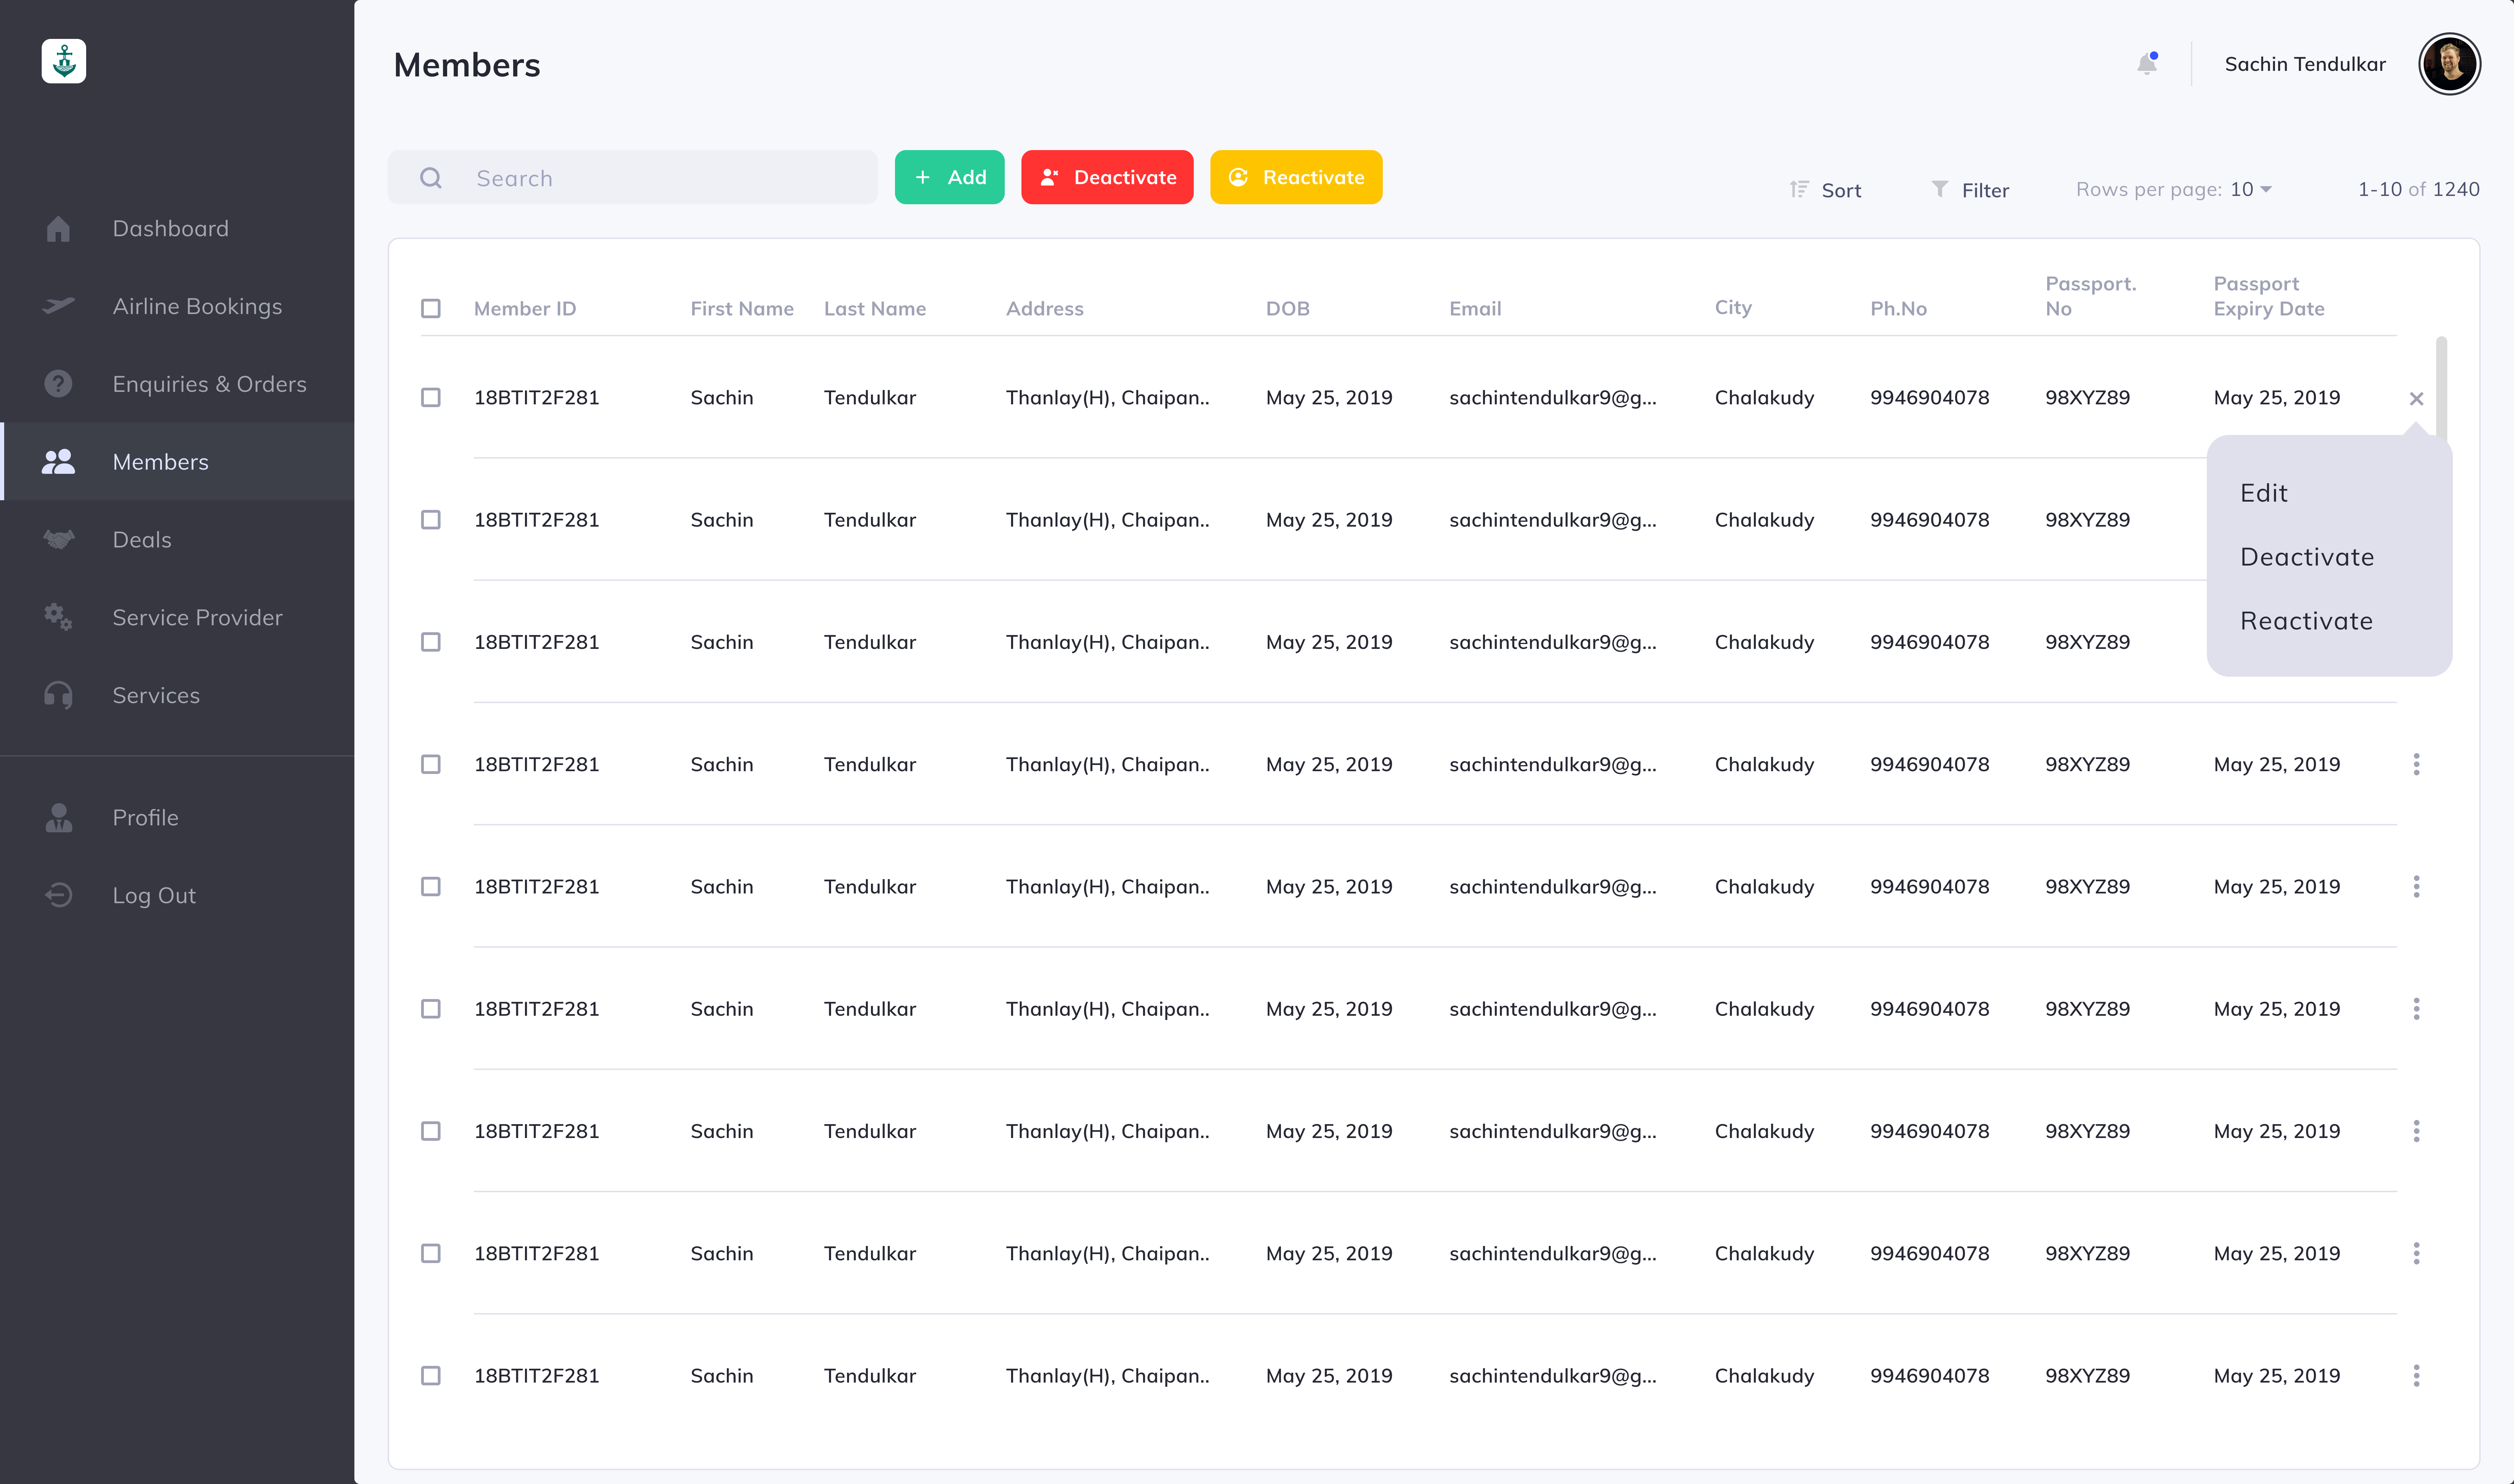 Members
Sachin Tendulkar
Dashboard
Airline Bookings
Enquiries & Orders
Members
Deals
Service Provider
Services
Profile
Log Out
Search
+ Add
Deactivate
Reactivate
Sort
Filter
Rows per page: 10
1-10 of 1240
Member ID First Name Last Name Address DOB Email City Ph.No Passport. No Passport Expiry Date
18BTIT2F281 Sachin Tendulkar Thanlay(H), Chaipan.. May 25, 2019 sachintendulkar9@g... Chalakudy 9946904078 98XYZ89 May 25, 2019
18BTIT2F281 Sachin Tendulkar Thanlay(H), Chaipan.. May 25, 2019 sachintendulkar9@g... Chalakudy 9946904078 98XYZ89
18BTIT2F281 Sachin Tendulkar Thanlay(H), Chaipan.. May 25, 2019 sachintendulkar9@g... Chalakudy 9946904078 98XYZ89
Edit
Deactivate
Reactivate
18BTIT2F281 Sachin Tendulkar Thanlay(H), Chaipan.. May 25, 2019 sachintendulkar9@g... Chalakudy 9946904078 98XYZ89 May 25, 2019
18BTIT2F281 Sachin Tendulkar Thanlay(H), Chaipan.. May 25, 2019 sachintendulkar9@g... Chalakudy 9946904078 98XYZ89 May 25, 2019
18BTIT2F281 Sachin Tendulkar Thanlay(H), Chaipan.. May 25, 2019 sachintendulkar9@g... Chalakudy 9946904078 98XYZ89 May 25, 2019
18BTIT2F281 Sachin Tendulkar Thanlay(H), Chaipan.. May 25, 2019 sachintendulkar9@g... Chalakudy 9946904078 98XYZ89 May 25, 2019
18BTIT2F281 Sachin Tendulkar Thanlay(H), Chaipan.. May 25, 2019 sachintendulkar9@g... Chalakudy 9946904078 98XYZ89 May 25, 2019
18BTIT2F281 Sachin Tendulkar Thanlay(H), Chaipan.. May 25, 2019 sachintendulkar9@g... Chalakudy 9946904078 98XYZ89 May 25, 2019